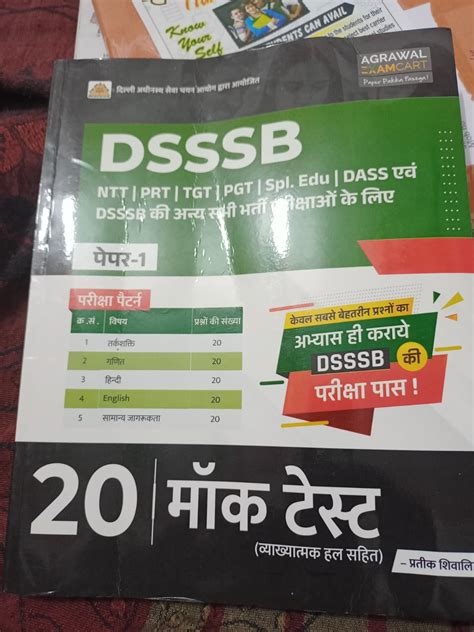 Know
Your
Self
STUDENTS CAN AVAIL
AGRAWAL
EXAMCART
Paper Pakka Fasega!
दिल्ली अधीनस्थ सेवा चयन आयोग द्वारा आयोजित
DSSSB
NTT | PRT | TGT | PGT | Spl. Edu | DASS एवं
DSSSB की अन्य सभी भर्ती परीक्षाओं के लिए
पेपर-1
परीक्षा पैटर्न
क्र.सं. विषय प्रश्नों की संख्या
1 तर्कशक्ति 20
2 गणित 20
3 हिन्दी 20
4 English 20
5 सामान्य जागरूकता 20
केवल सबसे बेहतरीन प्रश्नों का
अभ्यास ही कराये
DSSSB की
परीक्षा पास !
20 मॉक टेस्ट
(व्याख्यात्मक हल सहित)
– प्रतीक शिवालि